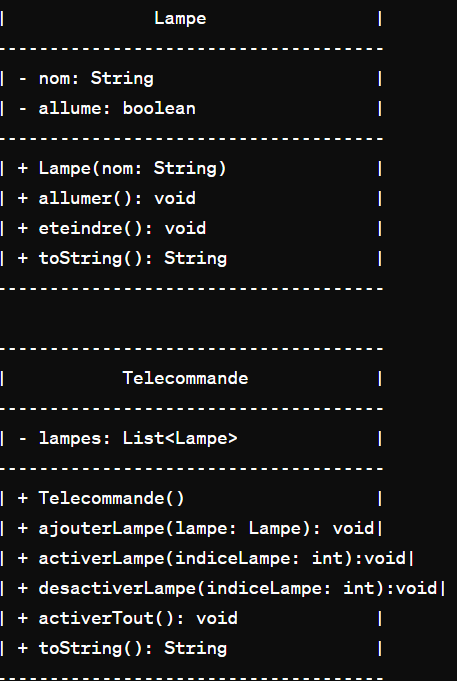 |              Lampe                |
-------------------------------------
| - nom: String                     |
| - allume: boolean                 |
-------------------------------------
| + Lampe(nom: String)              |
| + allumer(): void                 |
| + eteindre(): void                |
| + toString(): String              |
-------------------------------------
-------------------------------------
|           Telecommande            |
-------------------------------------
| - lampes: List<Lampe>             |
-------------------------------------
| + Telecommande()                  |
| + ajouterLampe(lampe: Lampe): void|
| + activerLampe(indiceLampe: int):void|
| + desactiverLampe(indiceLampe: int):void|
| + activerTout(): void             |
| + toString(): String              |
-------------------------------------